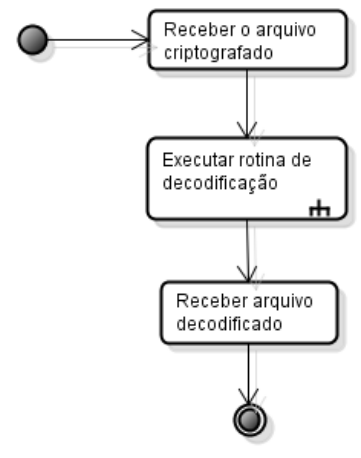 Receber o arquivo
criptografado
Executar rotina de
decodificação
Receber arquivo
decodificado